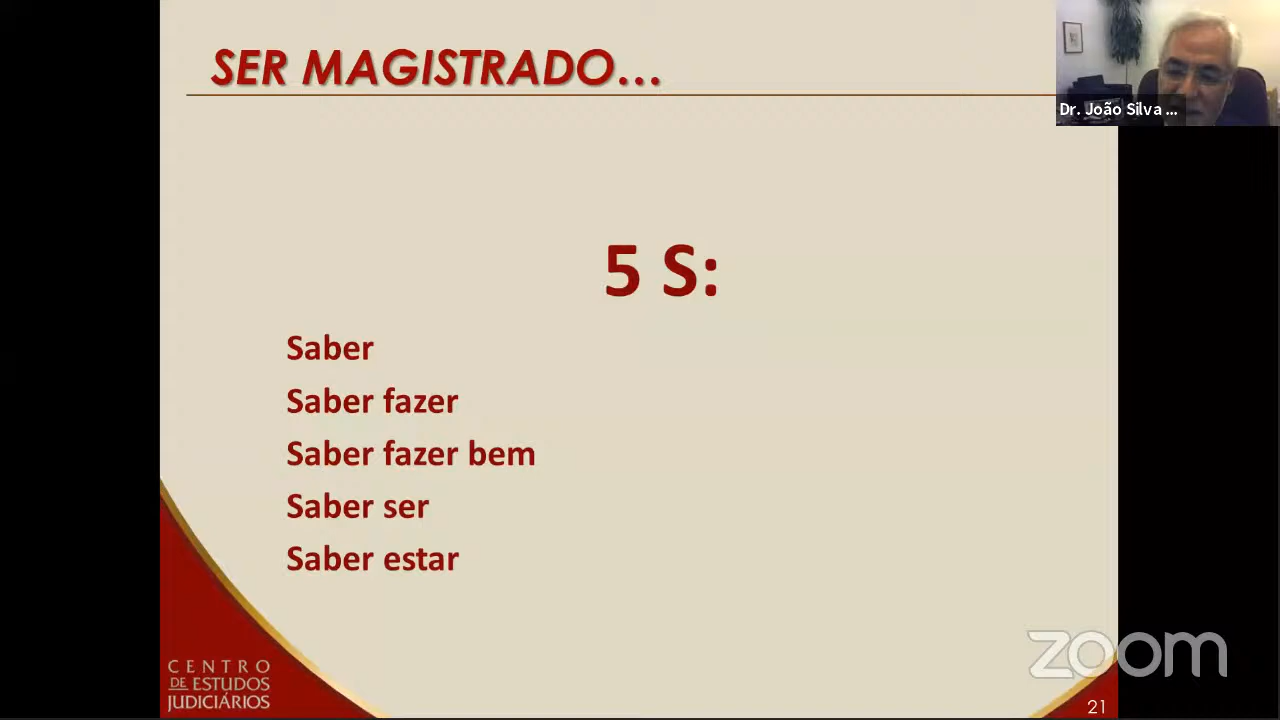 SER MAGISTRADO...
Dr. João Silva ...
5 S:
Saber
Saber fazer
Saber fazer bem
Saber ser
Saber estar
CENTRO
DE ESTUDOS
JUDICIÁRIOS
zoom
21